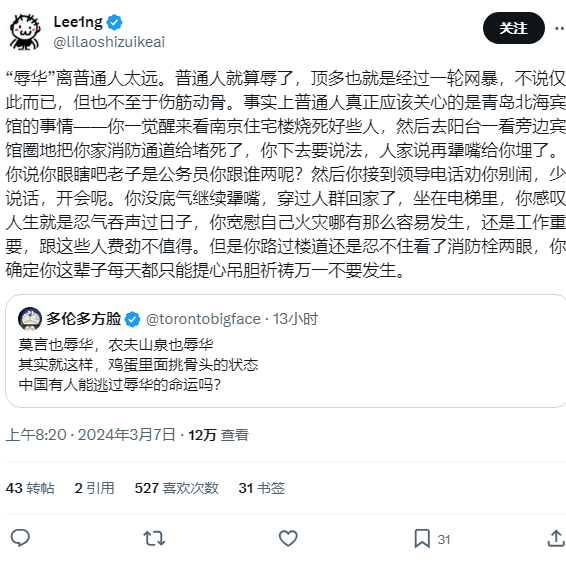 Lee1ng
@lilaoshizuikeai
关注
“辱华”离普通人太远。普通人就算辱了，顶多也就是经过一轮网暴，不说仅
此而已，但也不至于伤筋动骨。事实上普通人真正应该关心的是青岛北海宾
馆的事情——你一觉醒来看南京住宅楼烧死好些人，然后去阳台一看旁边宾
馆圈地把你家消防通道给堵死了，你下去要说法，人家说再犟嘴给你埋了。
你说你眼瞎吧老子是公务员你跟谁两呢？然后你接到领导电话劝你别闹，少
说话，开会呢。你没底气继续犟嘴，穿过人群回家了，坐在电梯里，你感叹
人生就是忍气吞声过日子，你宽慰自己火灾哪有那么容易发生，还是工作重
要，跟这些人费劲不值得。但是你路过楼道还是忍不住看了消防栓两眼，你
确定你这辈子每天都只能提心吊胆祈祷万一不要发生。
多伦多方脸 @torontobigface · 13小时
莫言也辱华，农夫山泉也辱华
其实就这样，鸡蛋里面挑骨头的状态
中国有人能逃过辱华的命运吗？
上午8:20 · 2024年3月7日 · 12万 查看
43 转帖 2 引用 527 喜欢次数 31 书签
31